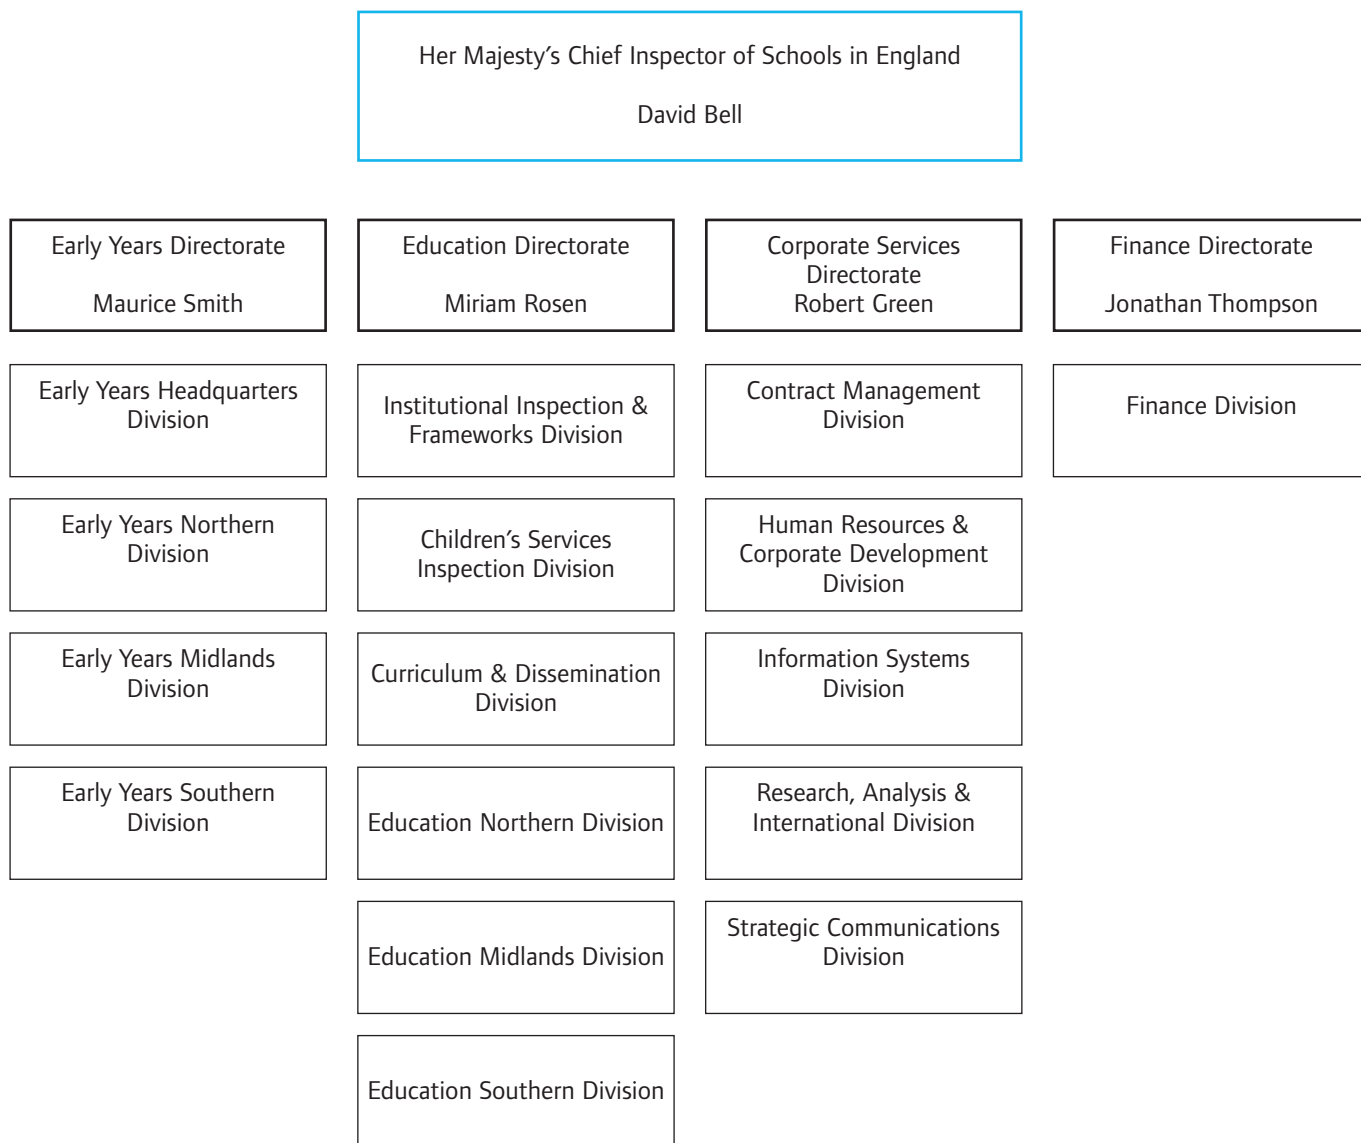 Her Majesty’s Chief Inspector of Schools in England
David Bell
Early Years Directorate
Maurice Smith
Education Directorate
Miriam Rosen
Corporate Services
Directorate
Robert Green
Finance Directorate
Jonathan Thompson
Early Years Headquarters
Division
Institutional Inspection &
Frameworks Division
Contract Management
Division
Finance Division
Early Years Northern
Division
Children’s Services
Inspection Division
Human Resources &
Corporate Development
Division
Early Years Midlands
Division
Curriculum & Dissemination
Division
Information Systems
Division
Early Years Southern
Division
Education Northern Division
Research, Analysis &
International Division
Education Midlands Division
Strategic Communications
Division
Education Southern Division